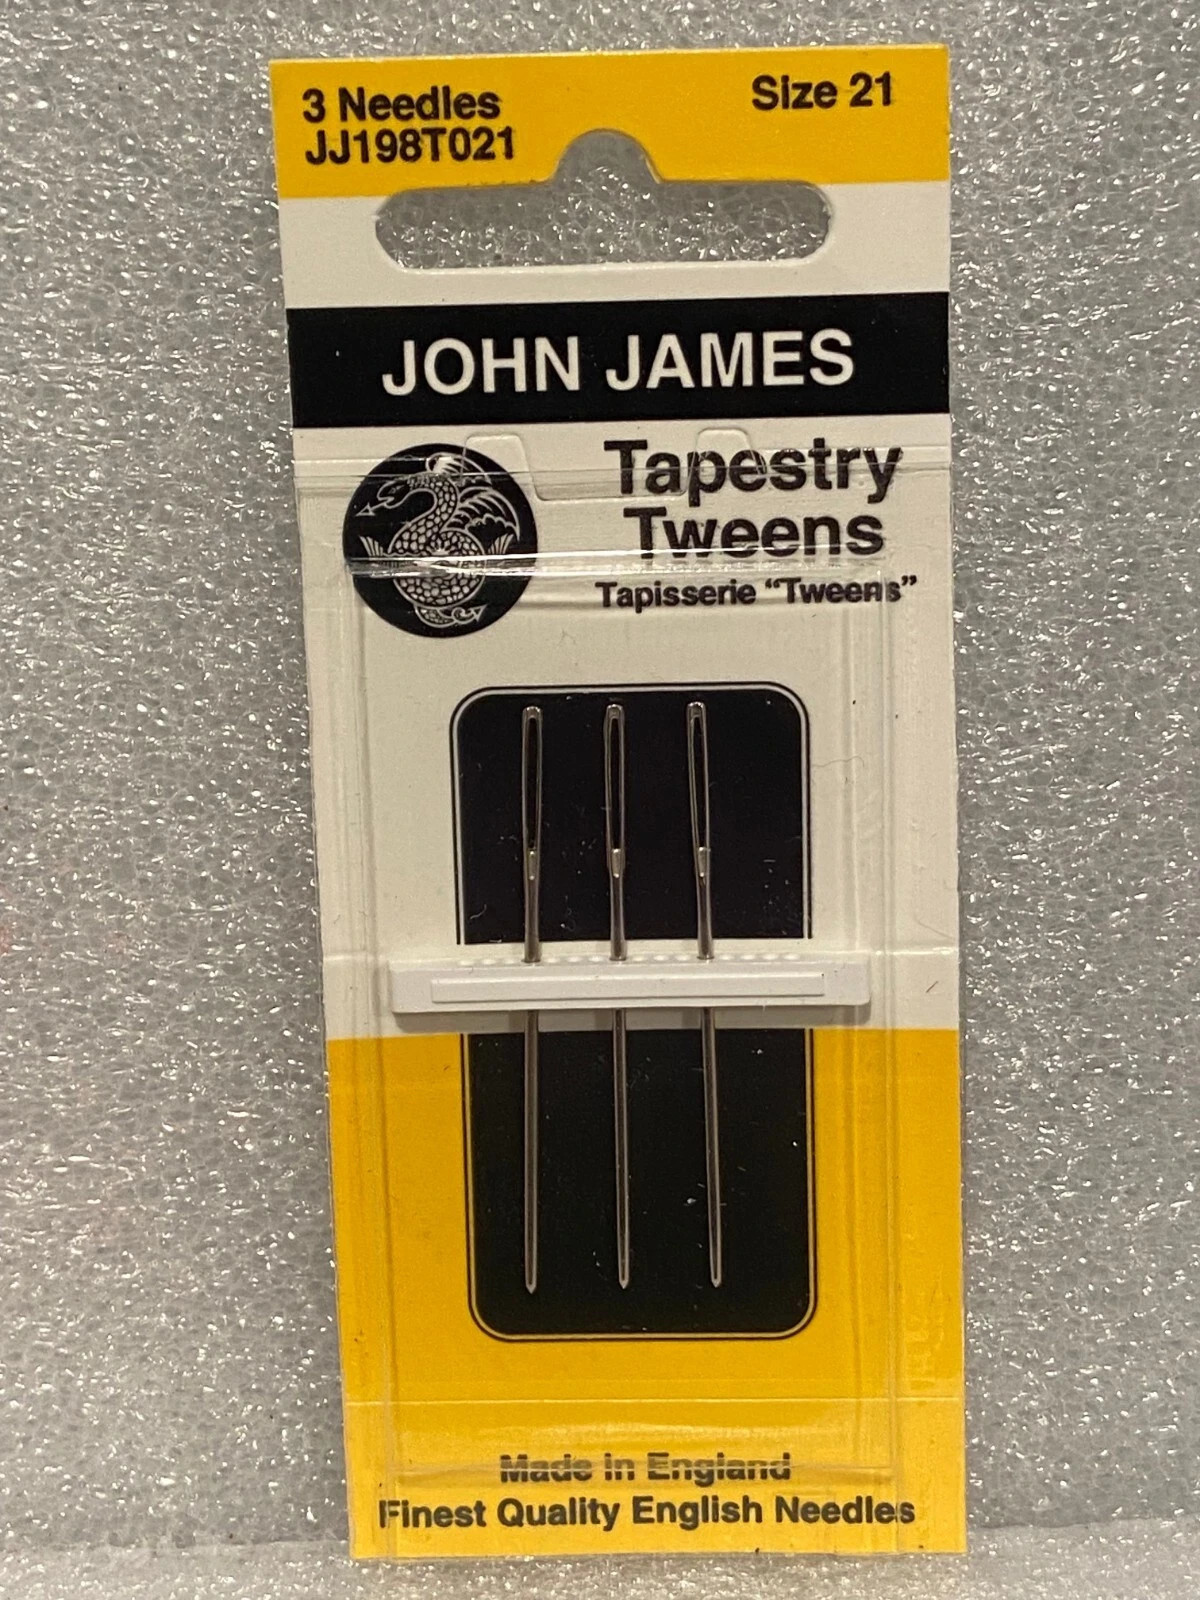 3 Needles
JJ198T021
Size 21
JOHN JAMES
Tapestry
Tweens
Tapisserie “Tweens”
Made in England
Finest Quality English Needles